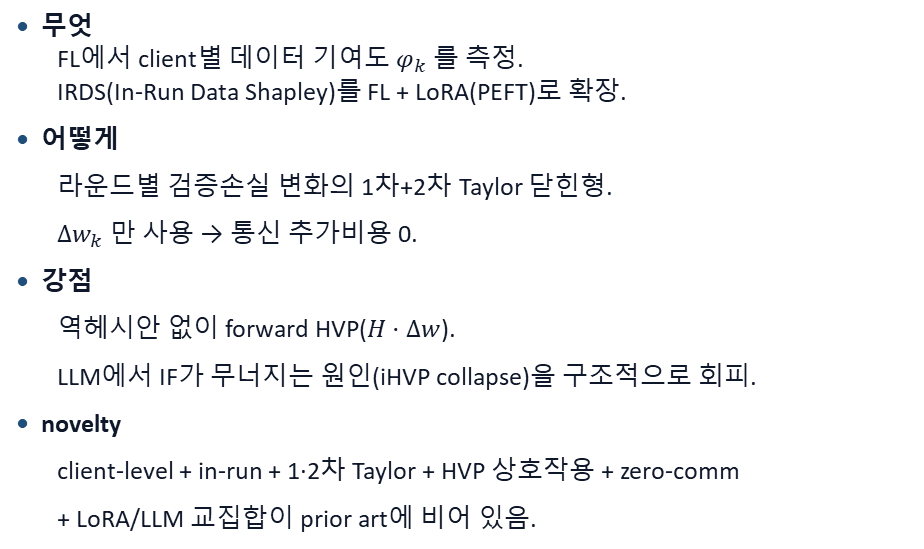 • 무엇
FL에서 client별 데이터 기여도 φₖ 를 측정.
IRDS(In-Run Data Shapley)를 FL + LoRA(PEFT)로 확장.
• 어떻게
라운드별 검증손실 변화의 1차+2차 Taylor 닫힌형.
Δwₖ 만 사용 → 통신 추가비용 0.
• 강점
역헤시안 없이 forward HVP(H · Δw).
LLM에서 IF가 무너지는 원인(iHVP collapse)을 구조적으로 회피.
• novelty
client-level + in-run + 1·2차 Taylor + HVP 상호작용 + zero-comm
+ LoRA/LLM 교집합이 prior art에 비어 있음.